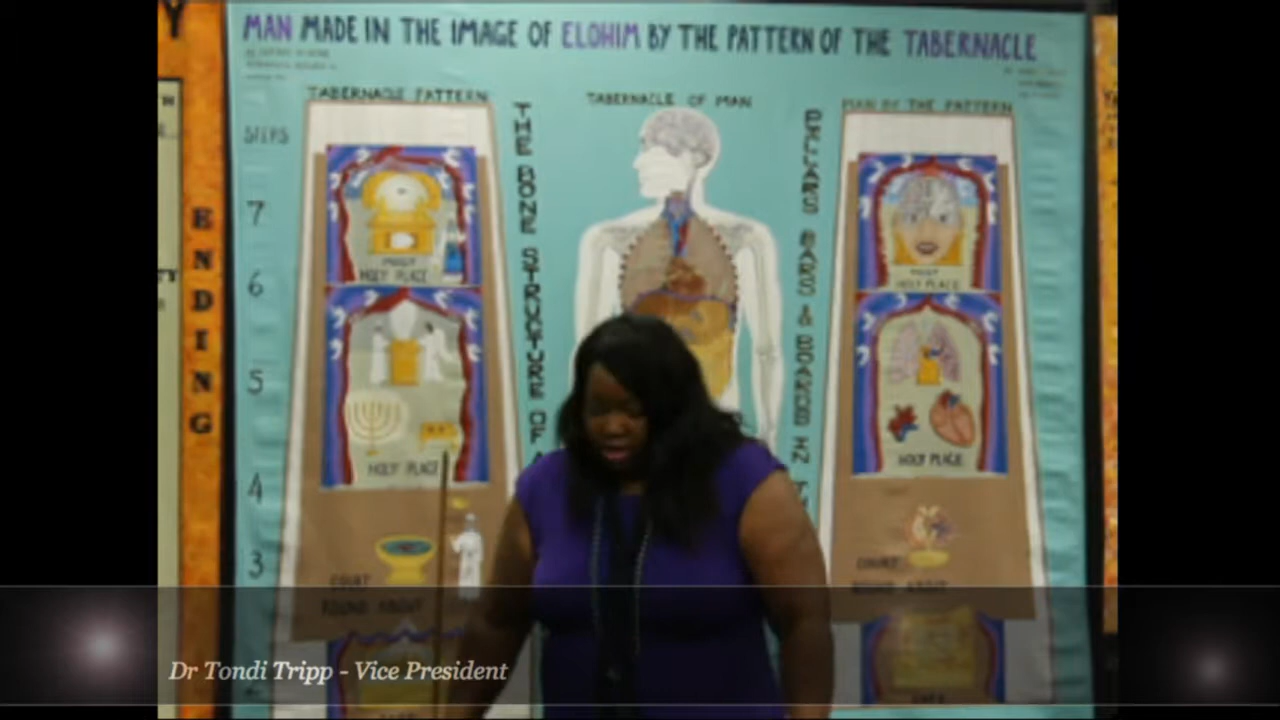 MAN MADE IN THE IMAGE OF ELOHIM BY THE PATTERN OF THE TABERNACLE
TABERNACLE PATTERN
TABERNACLE OF MAN
MAN BY THE PATTERN
STEPS
7
6
5
4
3
ENDING
THE BONE STRUCTURE OF
PILLARS BARS & BOARDS IN
MOST
HOLY PLACE
HOLY PLACE
COURT
ROUND ABOUT
MOST
HOLY PLACE
HOLY PLACE
COURT
ROUND ABOUT
Dr Tondi Tripp - Vice President